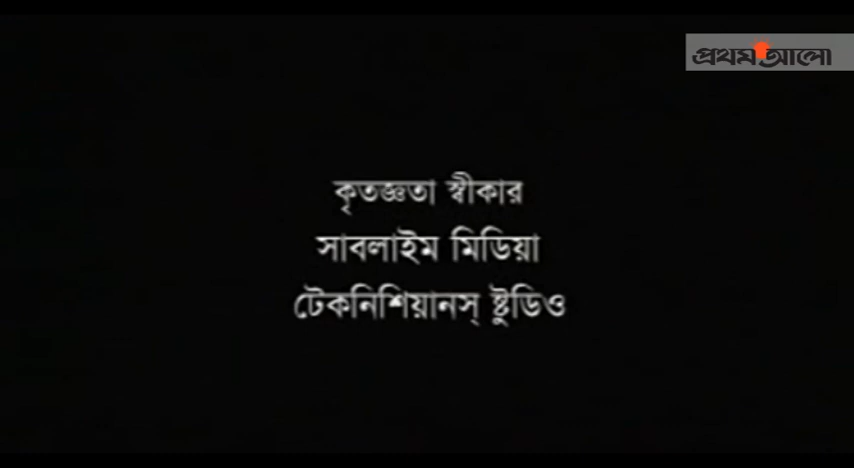 প্রথম আলো
কৃতজ্ঞতা স্বীকার
সাবলাইম মিডিয়া
টেকনিশিয়ানস্ ষ্টুডিও